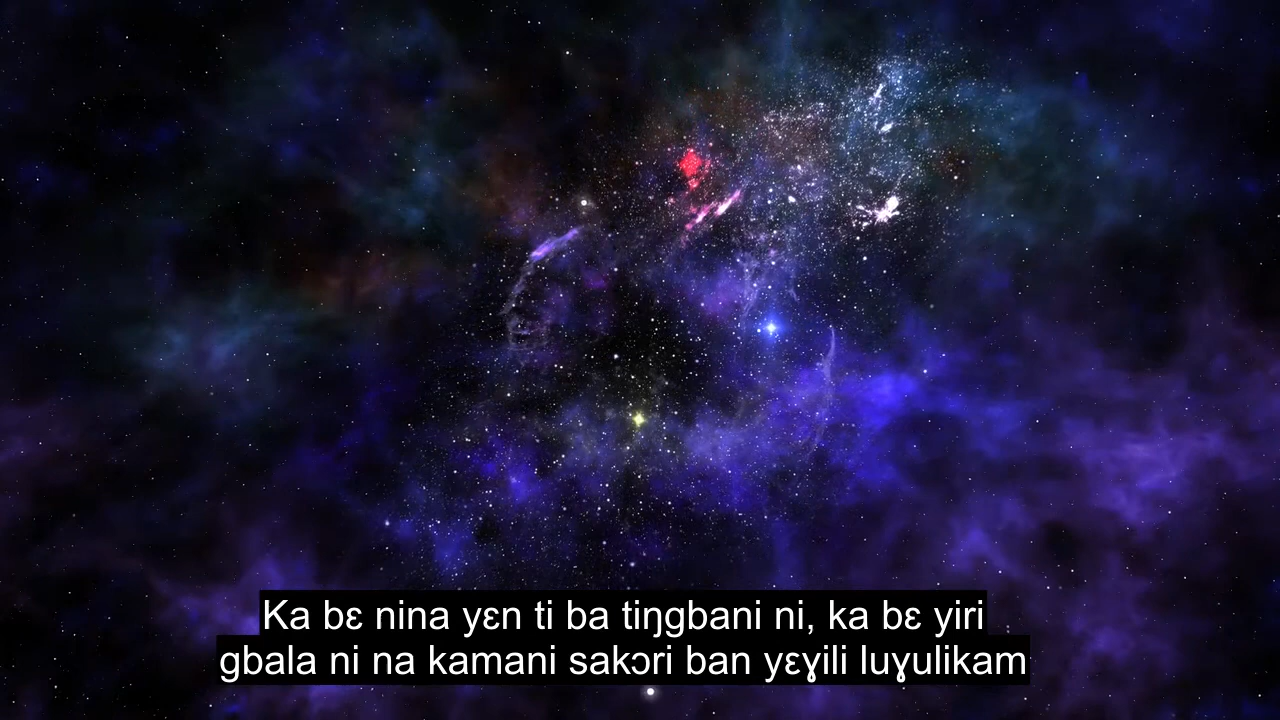 Ka bɛ nina yɛn ti ba tiŋgbani ni, ka bɛ yiri
gbala ni na kamani sakɔri ban yɛɣili luɣulikam